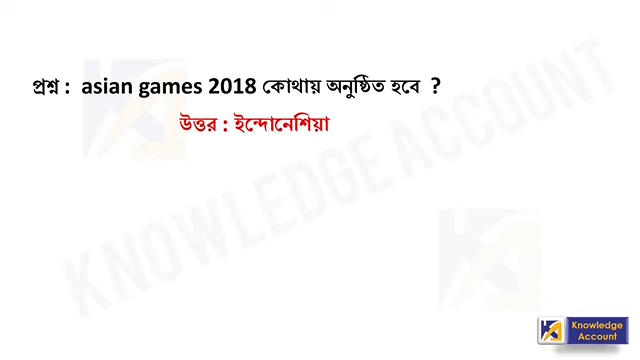 প্রশ্ন : asian games 2018 কোথায় অনুষ্ঠিত হবে ?
উত্তর : ইন্দোনেশিয়া
KNOWLEDGE ACCOUNT
Knowledge
Account